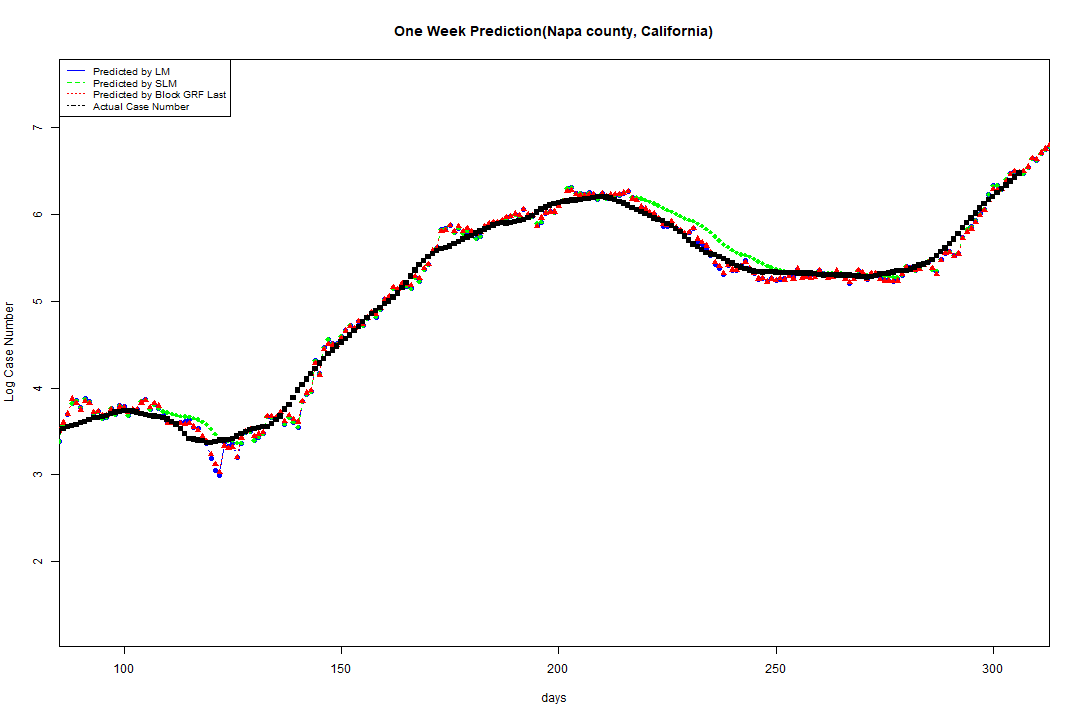 One Week Prediction(Napa county, California)
Predicted by LM
Predicted by SLM
Predicted by Block GRF Last
Actual Case Number
7
6
5
4
3
2
Log Case Number
100 150 200 250 300
days